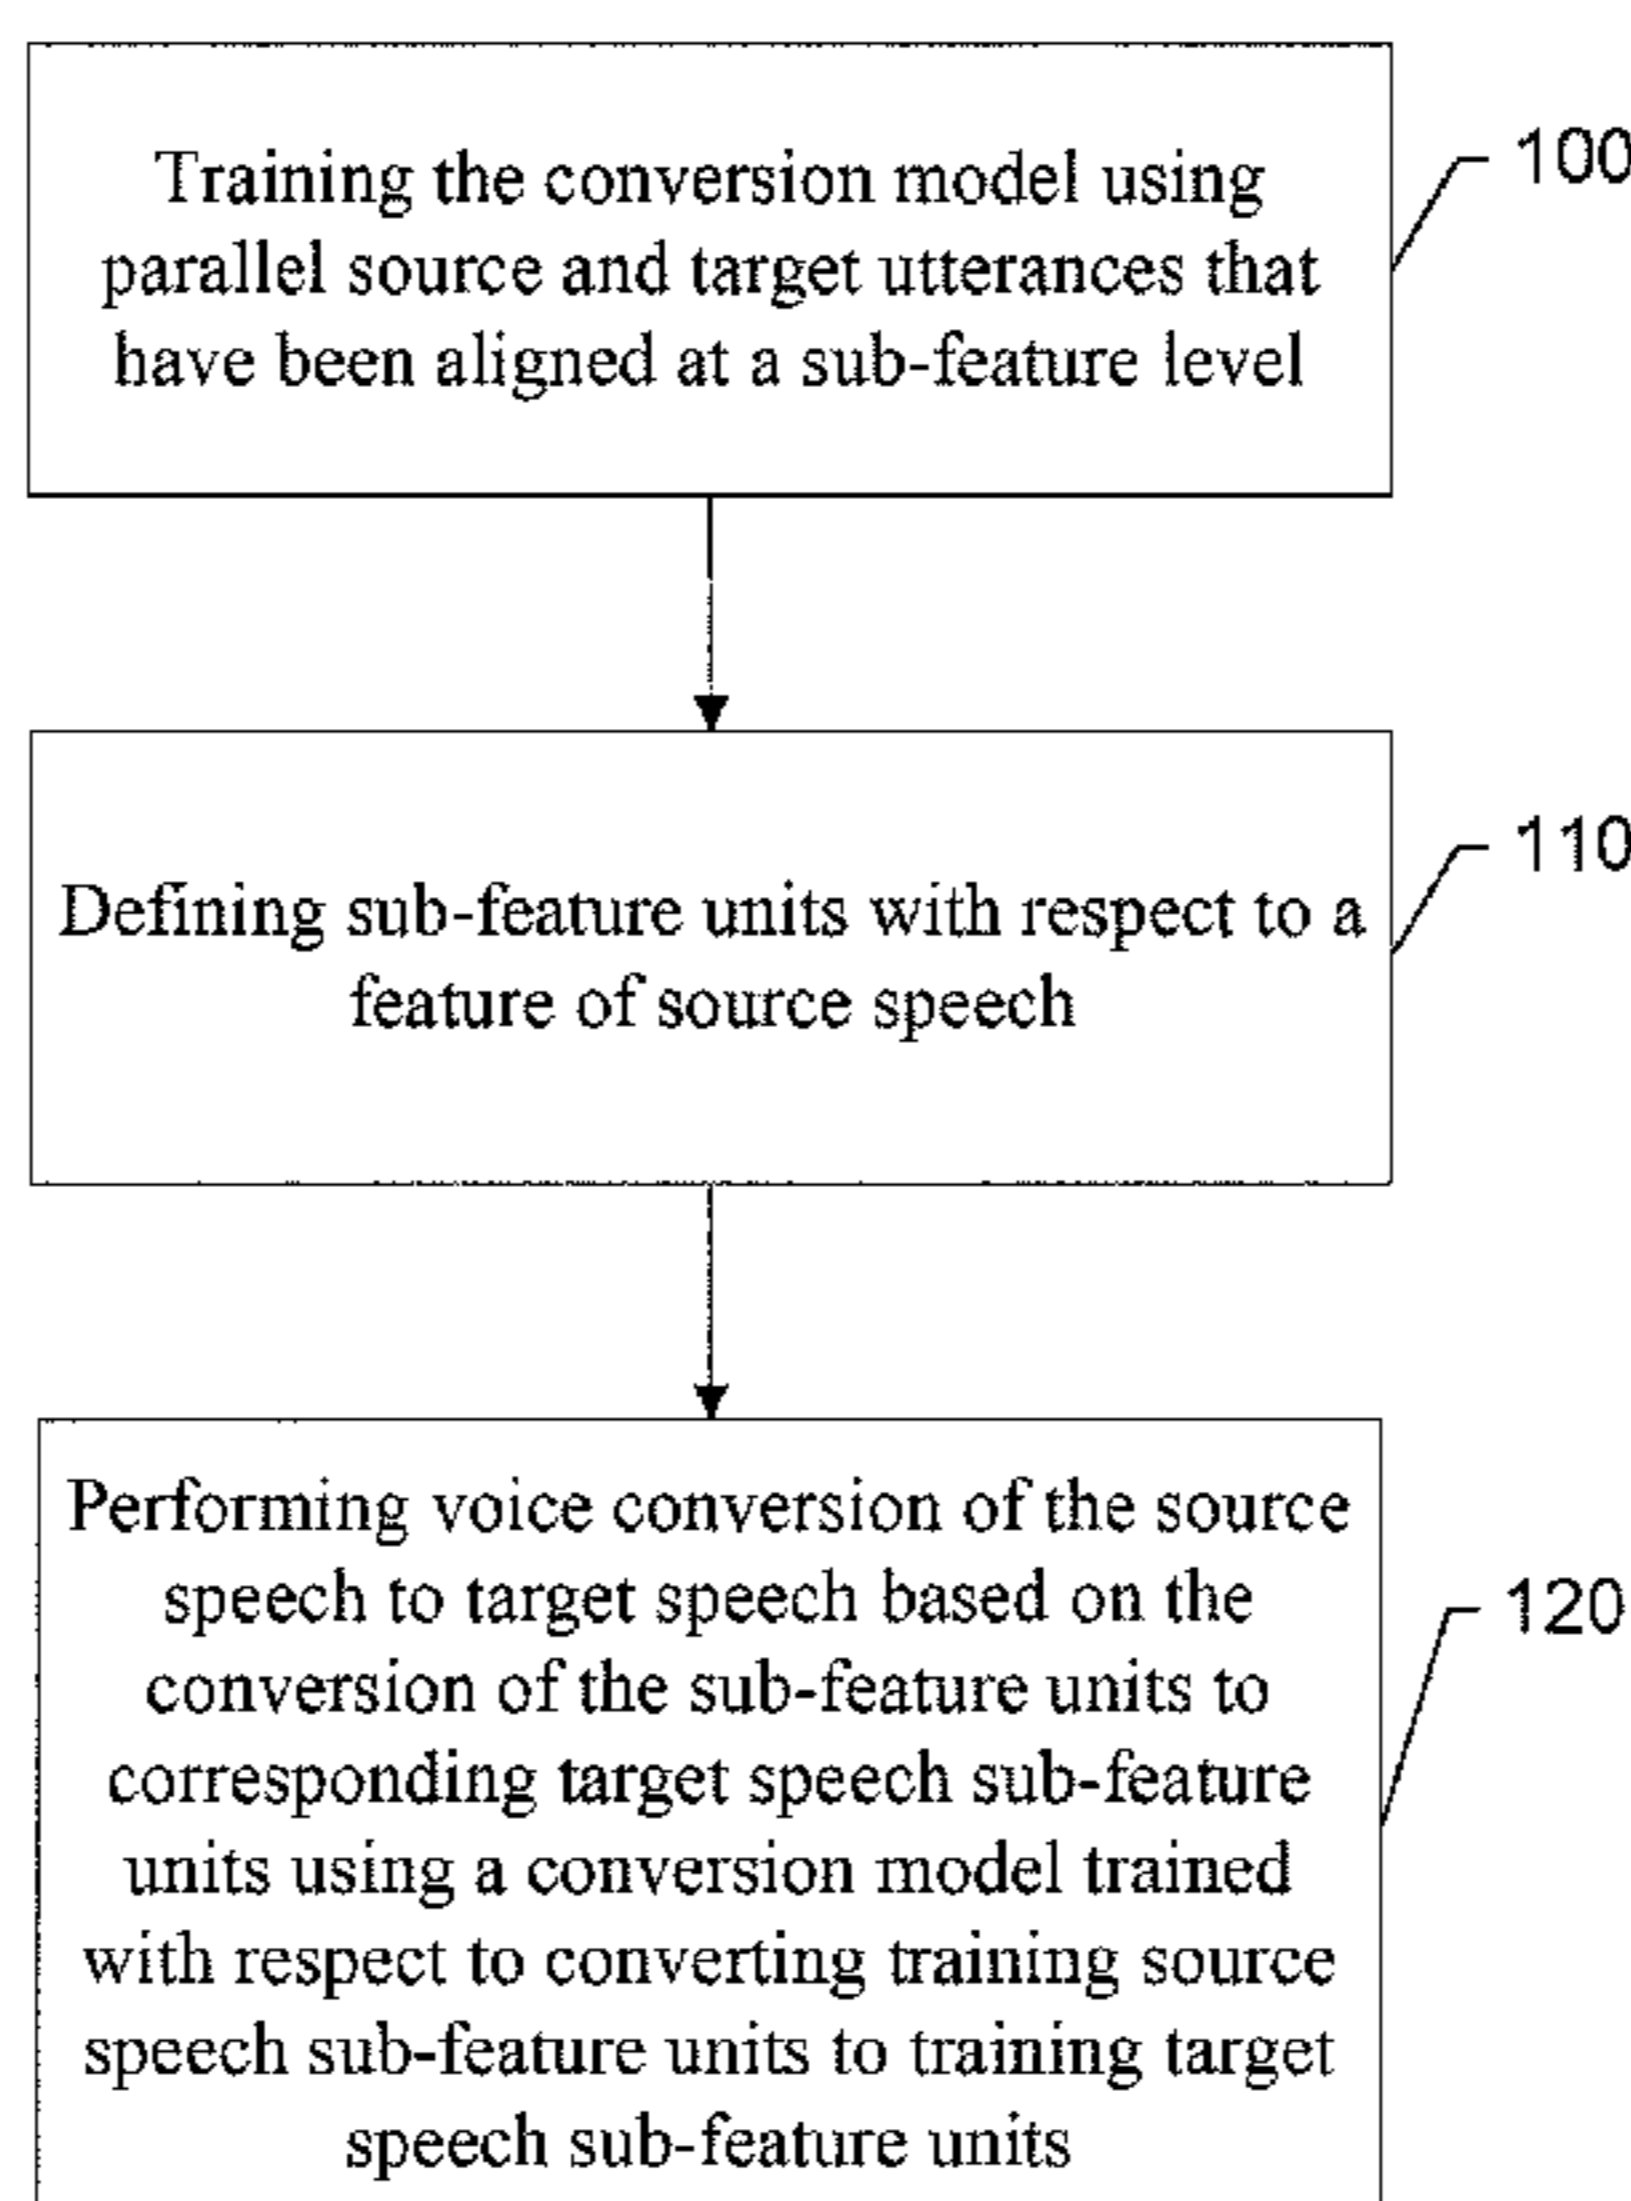 Training the conversion model using
parallel source and target utterances that
have been aligned at a sub-feature level
100
Defining sub-feature units with respect to a
feature of source speech
110
Performing voice conversion of the source
speech to target speech based on the
conversion of the sub-feature units to
corresponding target speech sub-feature
units using a conversion model trained
with respect to converting training source
speech sub-feature units to training target
speech sub-feature units
120